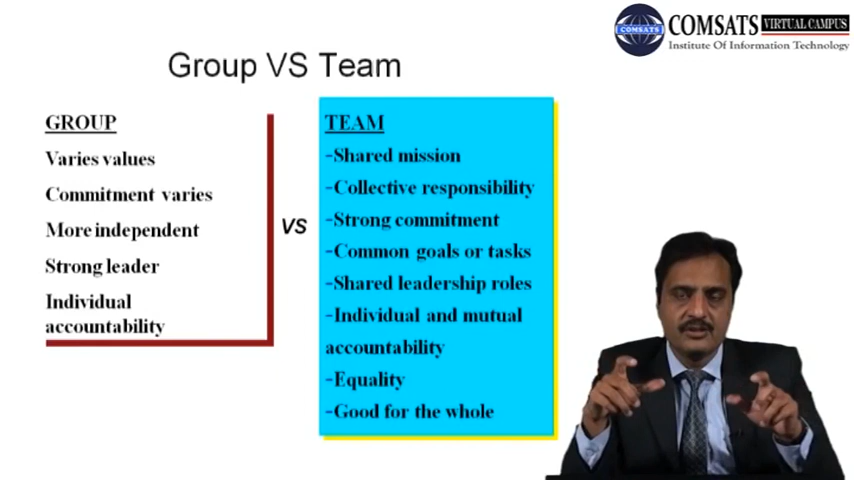 COMSATS
COMSATS VIRTUAL CAMPUS
Institute Of Information Technology
Group VS Team
GROUP
Varies values
Commitment varies
More independent
Strong leader
Individual
accountability
vs
TEAM
-Shared mission
-Collective responsibility
-Strong commitment
-Common goals or tasks
-Shared leadership roles
-Individual and mutual
accountability
-Equality
-Good for the whole